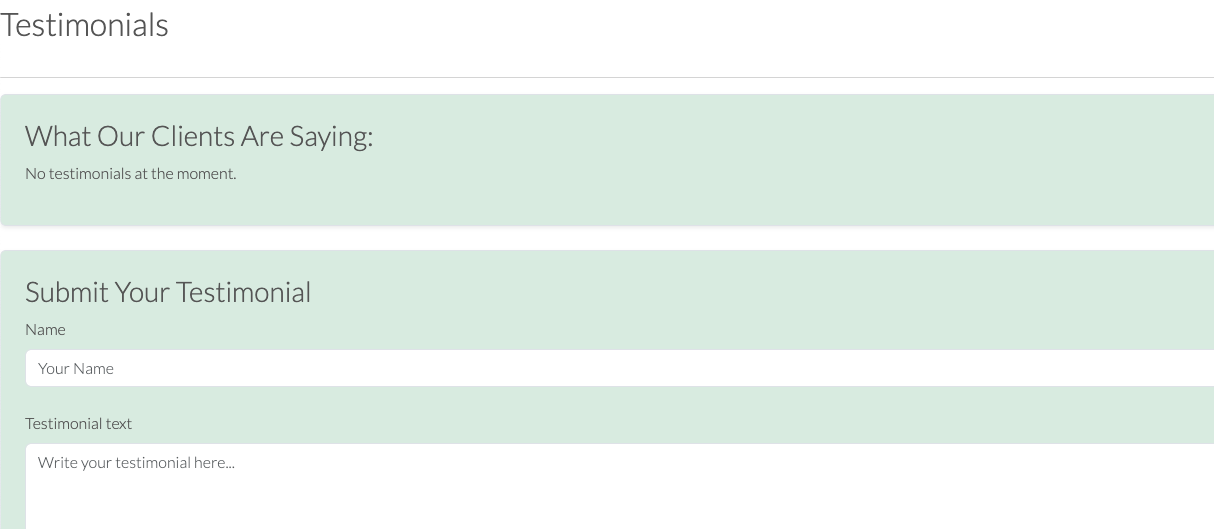 Testimonials
What Our Clients Are Saying:
No testimonials at the moment.
Submit Your Testimonial
Name
Your Name
Testimonial text
Write your testimonial here...